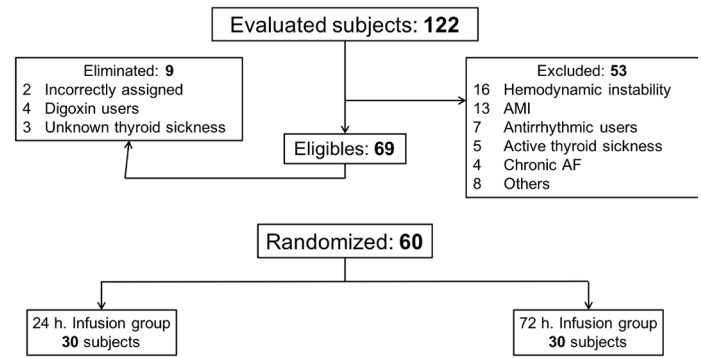 Evaluated subjects: 122
Eliminated: 9
2 Incorrectly assigned
4 Digoxin users
3 Unknown thyroid sickness
Excluded: 53
16 Hemodynamic instability
13 AMI
7 Antirrhythmic users
5 Active thyroid sickness
4 Chronic AF
8 Others
Eligibles: 69
Randomized: 60
24 h. Infusion group
30 subjects
72 h. Infusion group
30 subjects